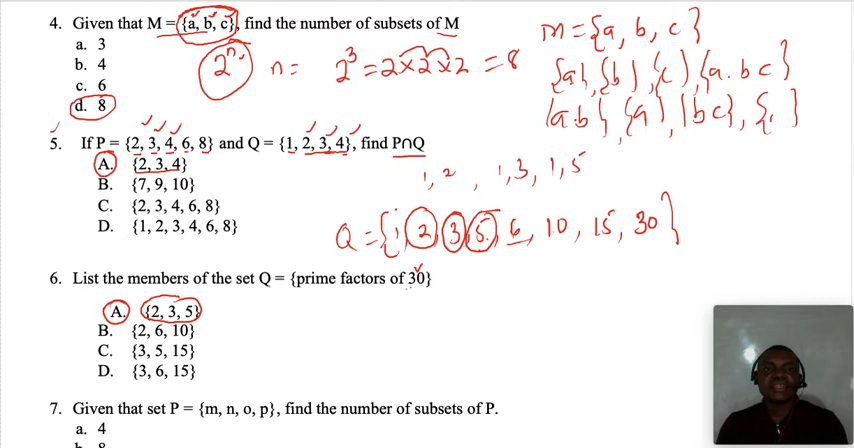 4. Given that M = {a, b, c}, find the number of subsets of M
a. 3
b. 4
c. 6
d. 8
2ⁿ n = 2³ = 2×2×2 = 8
m = {a, b, c}
{a}, {b}, {c}, {a.b c}
{a.b}, {a}, {bc}, { }
5. If P = {2, 3, 4, 6, 8} and Q = {1, 2, 3, 4}, find P∩Q
A. {2, 3, 4}
B. {7, 9, 10}
C. {2, 3, 4, 6, 8}
D. {1, 2, 3, 4, 6, 8}
1, 2, 1, 3, 1, 5
Q = {1, 2, 3, 5, 6, 10, 15, 30}
6. List the members of the set Q = {prime factors of 30}
A. {2, 3, 5}
B. {2, 6, 10}
C. {3, 5, 15}
D. {3, 6, 15}
7. Given that set P = {m, n, o, p}, find the number of subsets of P.
a. 4
b. 8